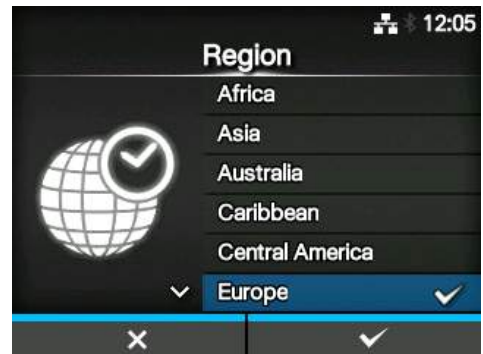 12:05
Region
Africa
Asia
Australia
Caribbean
Central America
Europe